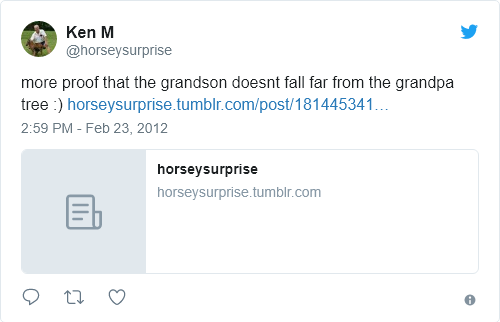 Ken M
@horseysurprise
more proof that the grandson doesnt fall far from the grandpa
tree :) horseysurprise.tumblr.com/post/181445341…
2:59 PM - Feb 23, 2012
horseysurprise
horseysurprise.tumblr.com